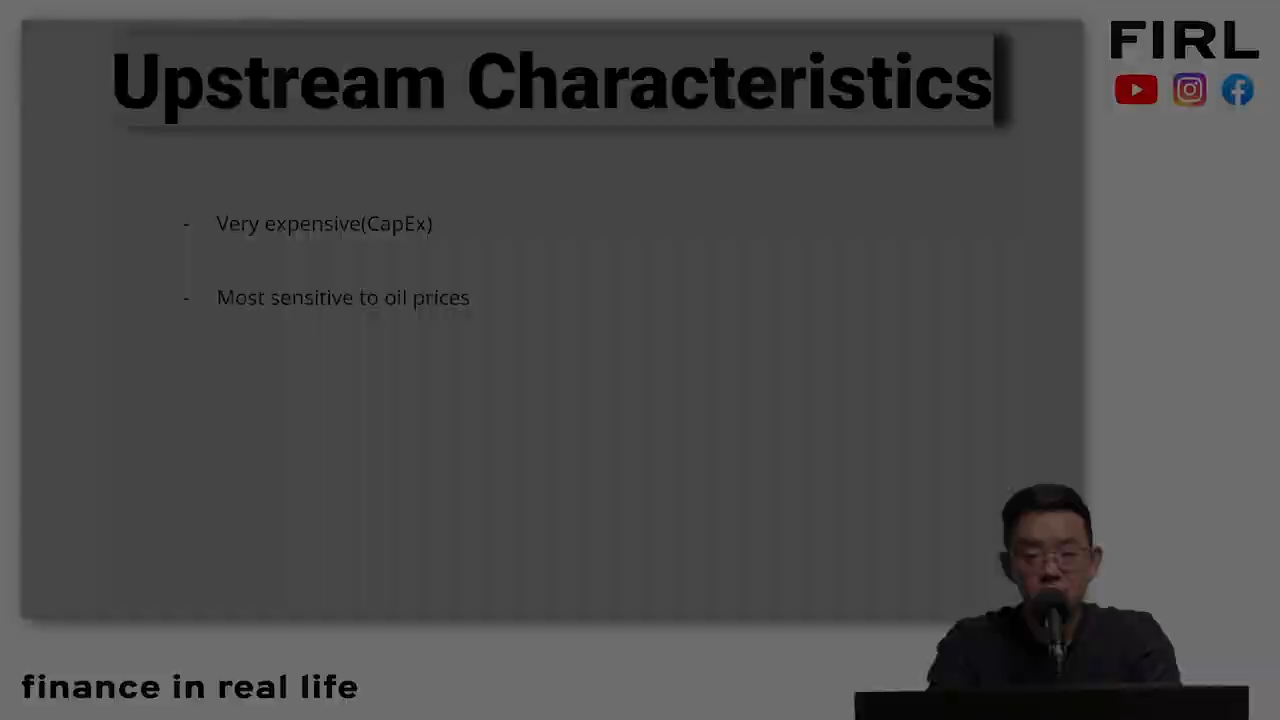 Upstream Characteristics
FIRL
- Very expensive(CapEx)
- Most sensitive to oil prices
finance in real life